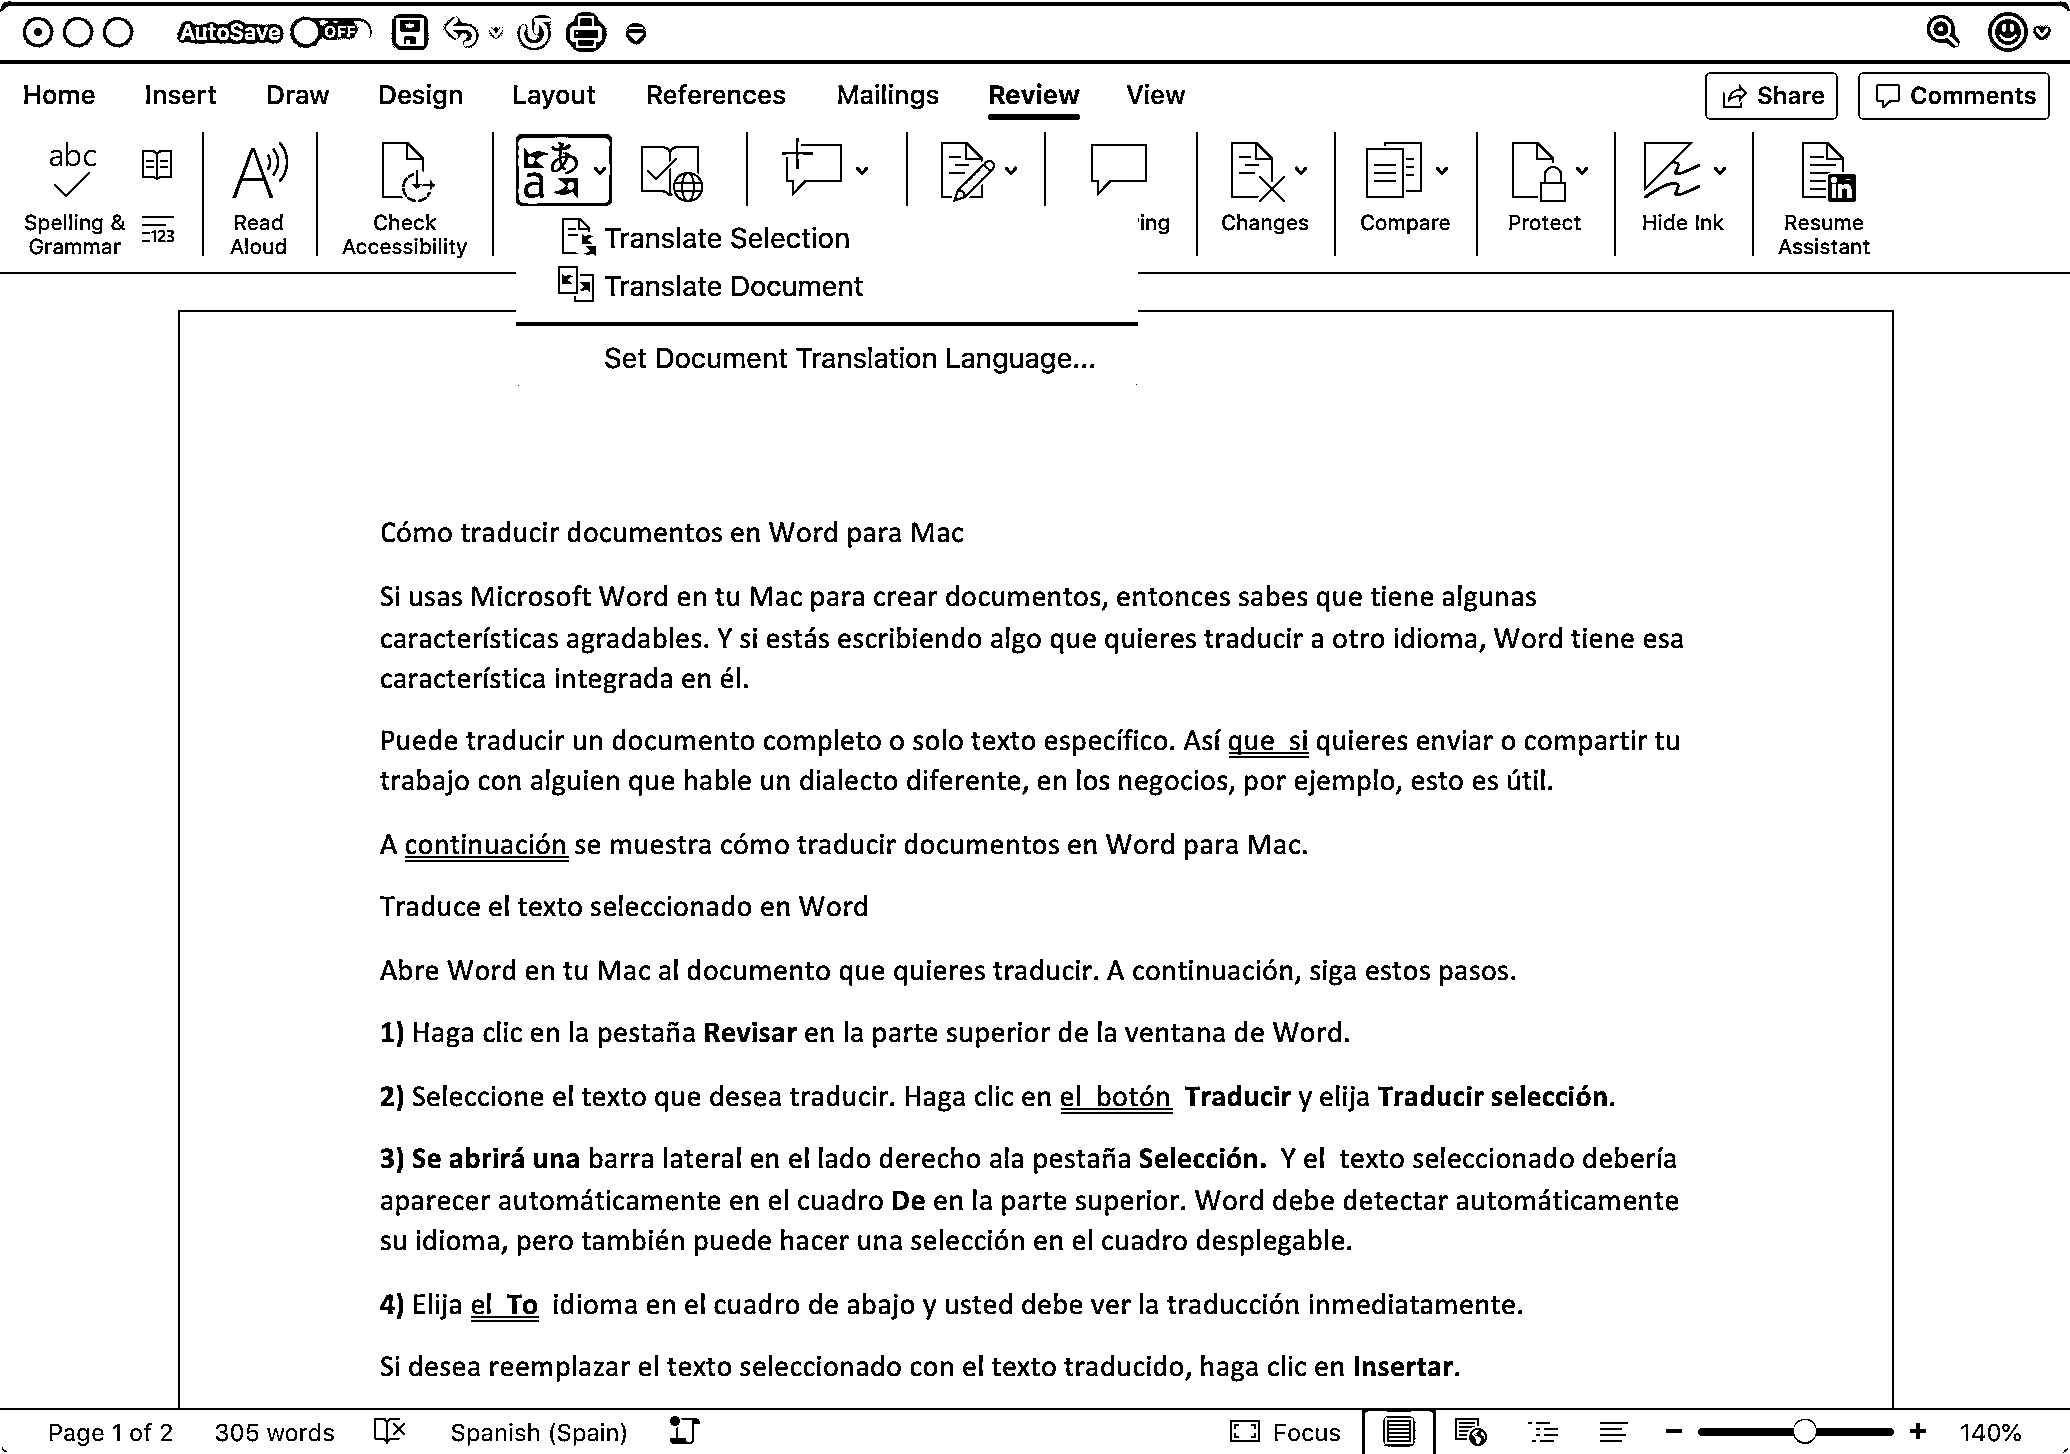 AutoSave OFF
Home Insert Draw Design Layout References Mailings Review View Share Comments
abc
Spelling & Grammar
123
Read Aloud
Check Accessibility
あ
a
ing
Changes
Compare
Protect
Hide Ink
in
Resume Assistant
Translate Selection
Translate Document
Set Document Translation Language...
Cómo traducir documentos en Word para Mac
Si usas Microsoft Word en tu Mac para crear documentos, entonces sabes que tiene algunas
características agradables. Y si estás escribiendo algo que quieres traducir a otro idioma, Word tiene esa
característica integrada en él.
Puede traducir un documento completo o solo texto específico. Así que  si quieres enviar o compartir tu
trabajo con alguien que hable un dialecto diferente, en los negocios, por ejemplo, esto es útil.
A continuación se muestra cómo traducir documentos en Word para Mac.
Traduce el texto seleccionado en Word
Abre Word en tu Mac al documento que quieres traducir. A continuación, siga estos pasos.
1) Haga clic en la pestaña Revisar en la parte superior de la ventana de Word.
2) Seleccione el texto que desea traducir. Haga clic en el  botón  Traducir y elija Traducir selección.
3) Se abrirá una barra lateral en el lado derecho ala pestaña Selección.  Y el  texto seleccionado debería
aparecer automáticamente en el cuadro De en la parte superior. Word debe detectar automáticamente
su idioma, pero también puede hacer una selección en el cuadro desplegable.
4) Elija el  To  idioma en el cuadro de abajo y usted debe ver la traducción inmediatamente.
Si desea reemplazar el texto seleccionado con el texto traducido, haga clic en Insertar.
Page 1 of 2 305 words Spanish (Spain) Focus 140%